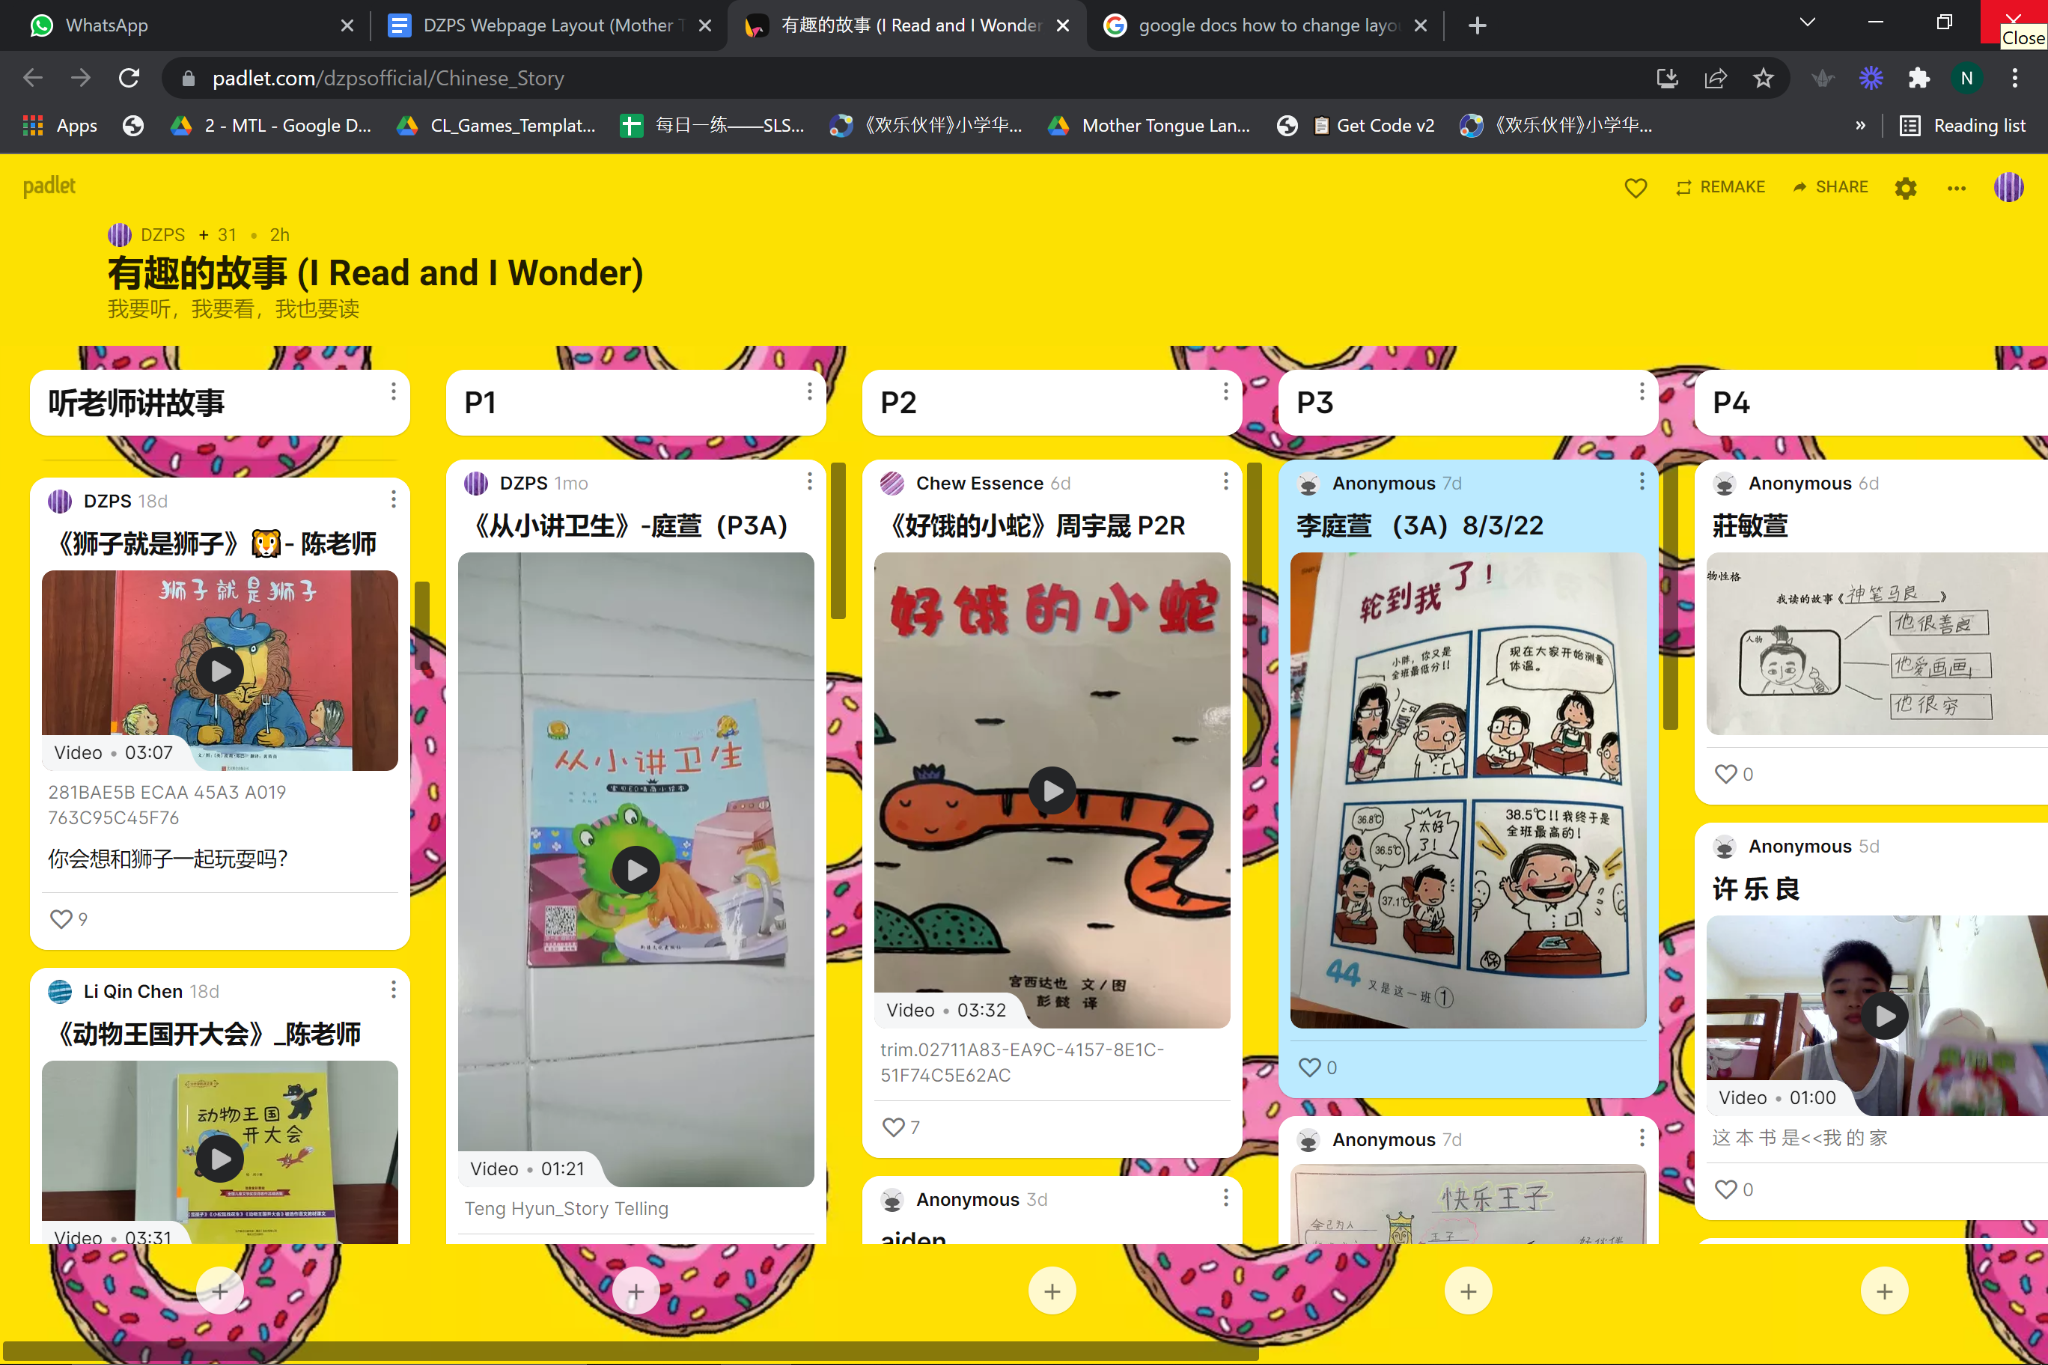 WhatsApp
DZPS Webpage Layout (Mother T
有趣的故事 (I Read and I Wonder
google docs how to change layou
Close
padlet.com/dzpsofficial/Chinese_Story
N
Apps
2 - MTL - Google D...
CL_Games_Templat...
每日一练——SLS...
《欢乐伙伴》小学华...
Mother Tongue Lan...
Get Code v2
《欢乐伙伴》小学华...
»
Reading list
padlet
REMAKE
SHARE
DZPS + 31 • 2h
有趣的故事 (I Read and I Wonder)
我要听，我要看，我也要读
听老师讲故事
DZPS 18d
《狮子就是狮子》🦁- 陈老师
狮子就是狮子
Video • 03:07
281BAE5B ECAA 45A3 A019
763C95C45F76
你会想和狮子一起玩耍吗？
9
Li Qin Chen 18d
《动物王国开大会》_陈老师
动物王国
开大会
Video • 03:31
P1
DZPS 1mo
《从小讲卫生》-庭萱（P3A）
从小讲卫生
Video • 01:21
Teng Hyun_Story Telling
P2
Chew Essence 6d
《好饿的小蛇》周宇晟 P2R
好饿的小蛇
宫西达也 文/图
彭懿 译
Video • 03:32
trim.02711A83-EA9C-4157-8E1C-
51F74C5E62AC
7
Anonymous 3d
aiden
P3
Anonymous 7d
李庭萱 （3A）8/3/22
轮到我了！
小胖，你又是
全班最低分!!
现在大家开始测量
体温。
36.8℃
36.5℃
37.1℃
太好
了！
38.5℃!!我终于是
全班最高的！
44 又是这一班 1
0
Anonymous 7d
快乐王子
王子
P4
Anonymous 6d
莊敏萱
物性格
我读的故事《神笔马良》
人物
他很善良
他爱画画
他很穷
0
Anonymous 5d
许 乐 良
Video • 01:00
这 本 书 是<<我 的 家
0